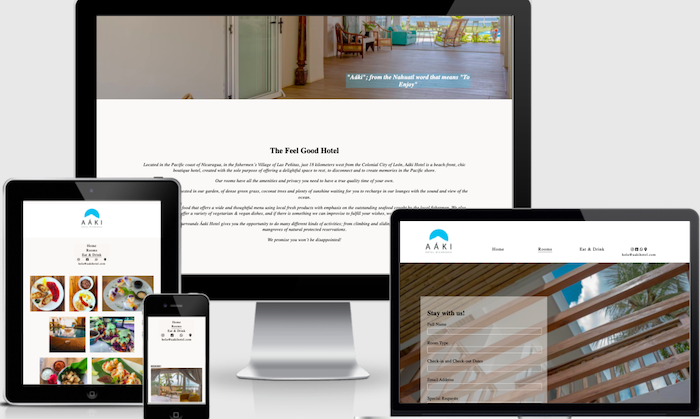 "Aáki"; from the Nahuatl word that means "To
Enjoy"
The Feel Good Hotel
Located in the Pacific coast of Nicaragua, in the fishermen's Village of Las Peñitas, just 18 kilometers west from the Colonial City of León, Aáki Hotel is a beach-front, chic
boutique hotel, created with the sole purpose of offering a delightful space to rest, to disconnect and to create memories in the Pacific shore.
Our rooms have all the amenities and privacy you need to have a true quality time of your own.
located in our garden, of dense green grass, coconut trees and plenty of sunshine waiting for you to recharge in our lounges with the sound and view of the
ocean.
food that offers a wide and thoughtful menu using local fresh products with emphasis on the outstanding seafood caught by the local fishermen. We also
offer a variety of vegetarian & vegan dishes, and if there is something we can improvise to fulfill your wishes,
surrounds Aáki Hotel gives you the opportunity to do many different kinds of activities; from climbing and
mangroves of natural protected reservations.
We promise you won't be disappointed!
AÁKI
Home
Rooms
Eat & Drink
hola@aakihotel.com
Home
Rooms
Eat & Drink
hola@aakihotel.com
AÁKI
Home
Rooms
Eat & Drink
hola@aakihotel.com
Stay with us!
Full Name
Room Type
Check-in and Check-out Dates
Email Address
Special Requests